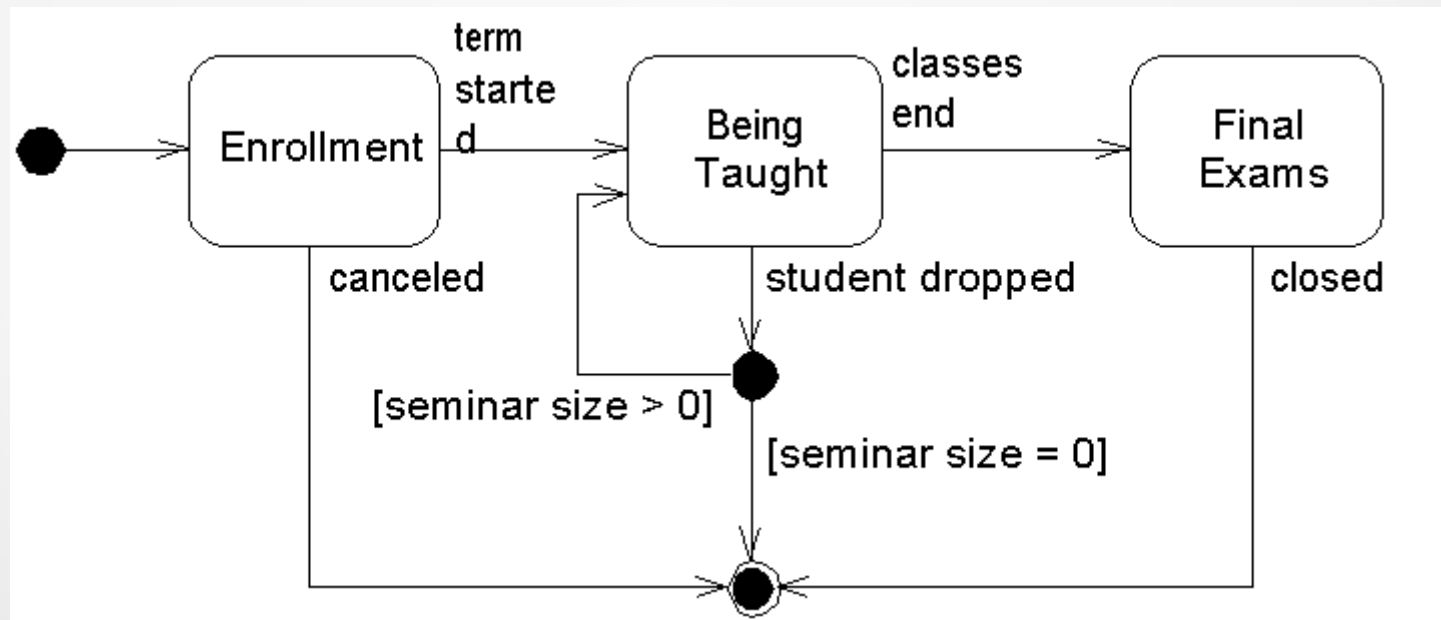 term
starte
d
classes
end
Enrollment
Being
Taught
Final
Exams
canceled
student dropped
closed
[seminar size > 0]
[seminar size = 0]